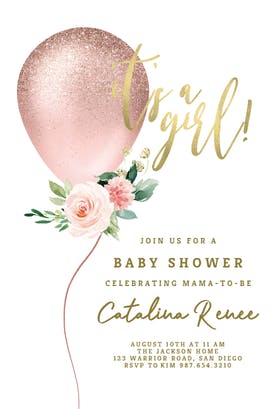 it's a
girl!
JOIN US FOR A
BABY SHOWER
CELEBRATING MAMA-TO-BE
Catalina Renee
AUGUST 10TH AT 11 AM
THE JACKSON HOME
123 WARRIOR ROAD, SAN DIEGO
RSVP TO KIM 987.654.3210